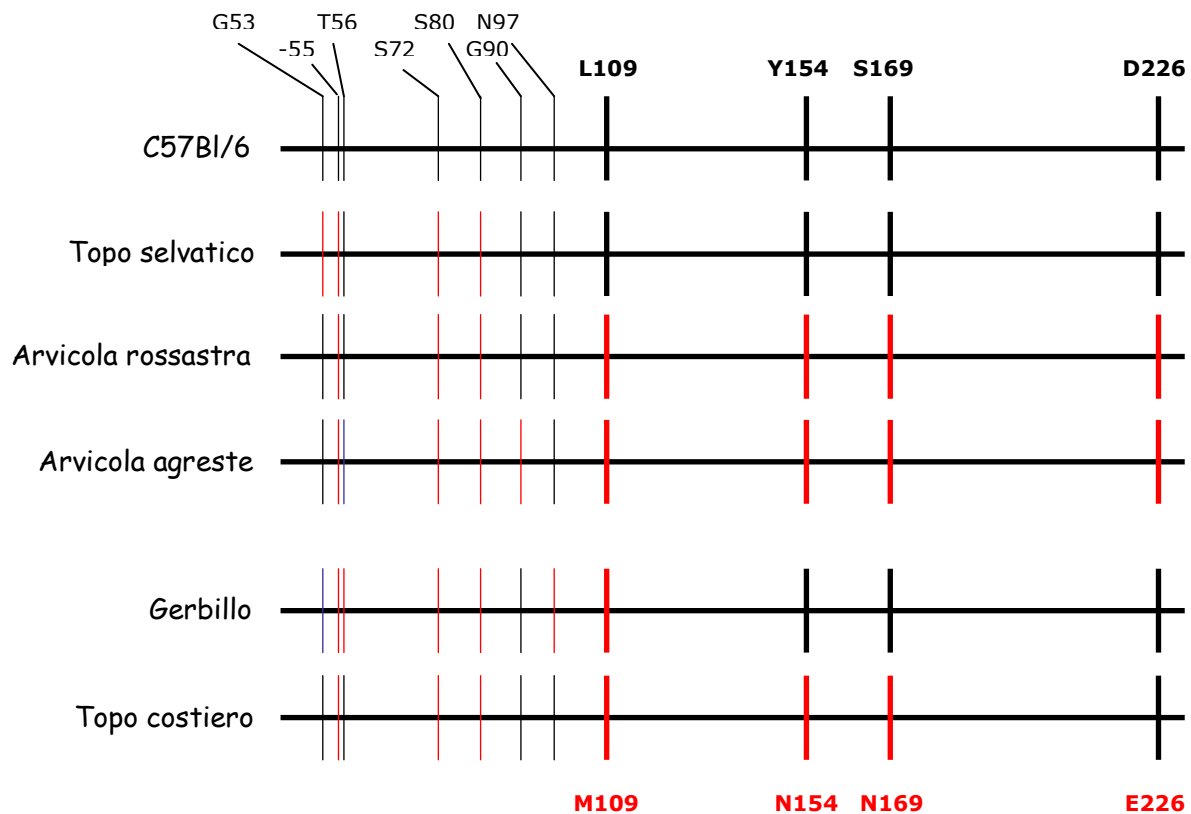 G53 T56 S80 N97
-55 S72 G90
L109 Y154 S169 D226
C57Bl/6
Topo selvatico
Arvicola rossastra
Arvicola agreste
Gerbillo
Topo costiero
M109 N154 N169 E226